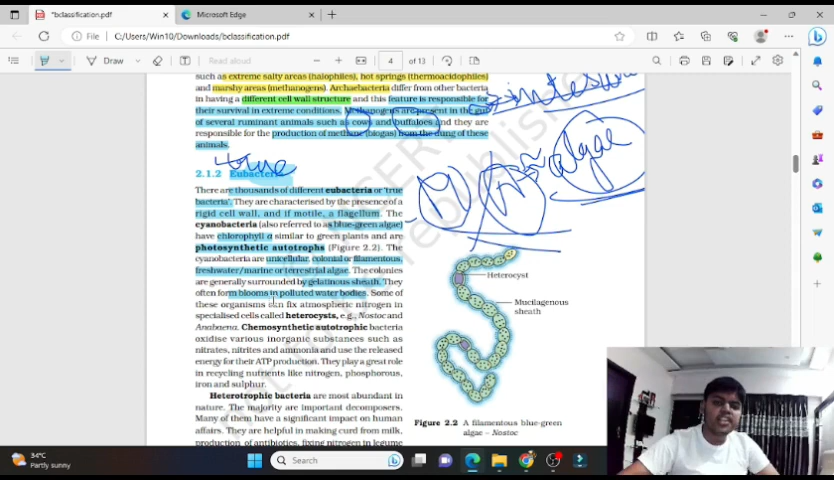 *bclassification.pdf
Microsoft Edge
File
C:/Users/Win10/Downloads/bclassification.pdf
Draw
Read aloud
4
of 13
such as extreme salty areas (halophiles), hot springs (thermoacidophiles)
and marshy areas (methanogens). Archaebacteria differ from other bacteria
in having a different cell wall structure and this feature is responsible for
their survival in extreme conditions. Methanogens are present in the gut
of several ruminant animals such as cows and buffaloes and they are
responsible for the production of methane (biogas) from the dung of these
animals.
true
algae
2.1.2 Eubacteria
There are thousands of different eubacteria or 'true
bacteria'. They are characterised by the presence of a
rigid cell wall, and if motile, a flagellum. The
cyanobacteria (also referred to as blue-green algae)
have chlorophyll a similar to green plants and are
photosynthetic autotrophs (Figure 2.2). The
cyanobacteria are unicellular, colonial or filamentous,
freshwater/marine or terrestrial algae. The colonies
are generally surrounded by gelatinous sheath. They
often form blooms in polluted water bodies. Some of
these organisms can fix atmospheric nitrogen in
specialised cells called heterocysts, e.g., Nostoc and
Anabaena. Chemosynthetic autotrophic bacteria
oxidise various inorganic substances such as
nitrates, nitrites and ammonia and use the released
energy for their ATP production. They play a great role
in recycling nutrients like nitrogen, phosphorous,
iron and sulphur.
Heterotrophic bacteria are most abundant in
nature. The majority are important decomposers.
Many of them have a significant impact on human
affairs. They are helpful in making curd from milk,
production of antibiotics, fixing nitrogen in legume
Heterocyst
Mucilagenous
sheath
Figure 2.2 A filamentous blue-green
algae – Nostoc
34°C
Partly sunny
Search